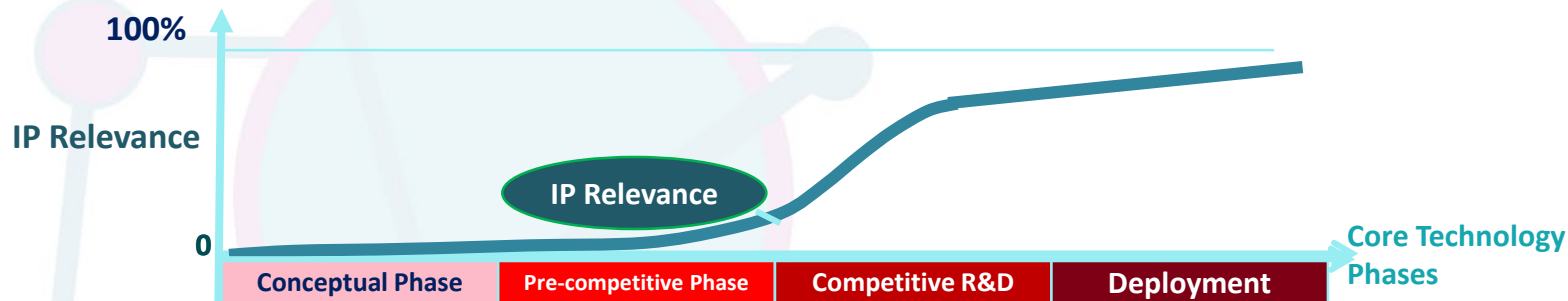 100%
IP Relevance
IP Relevance
0
Core Technology
Phases
Conceptual Phase
Pre-competitive Phase
Competitive R&D
Deployment